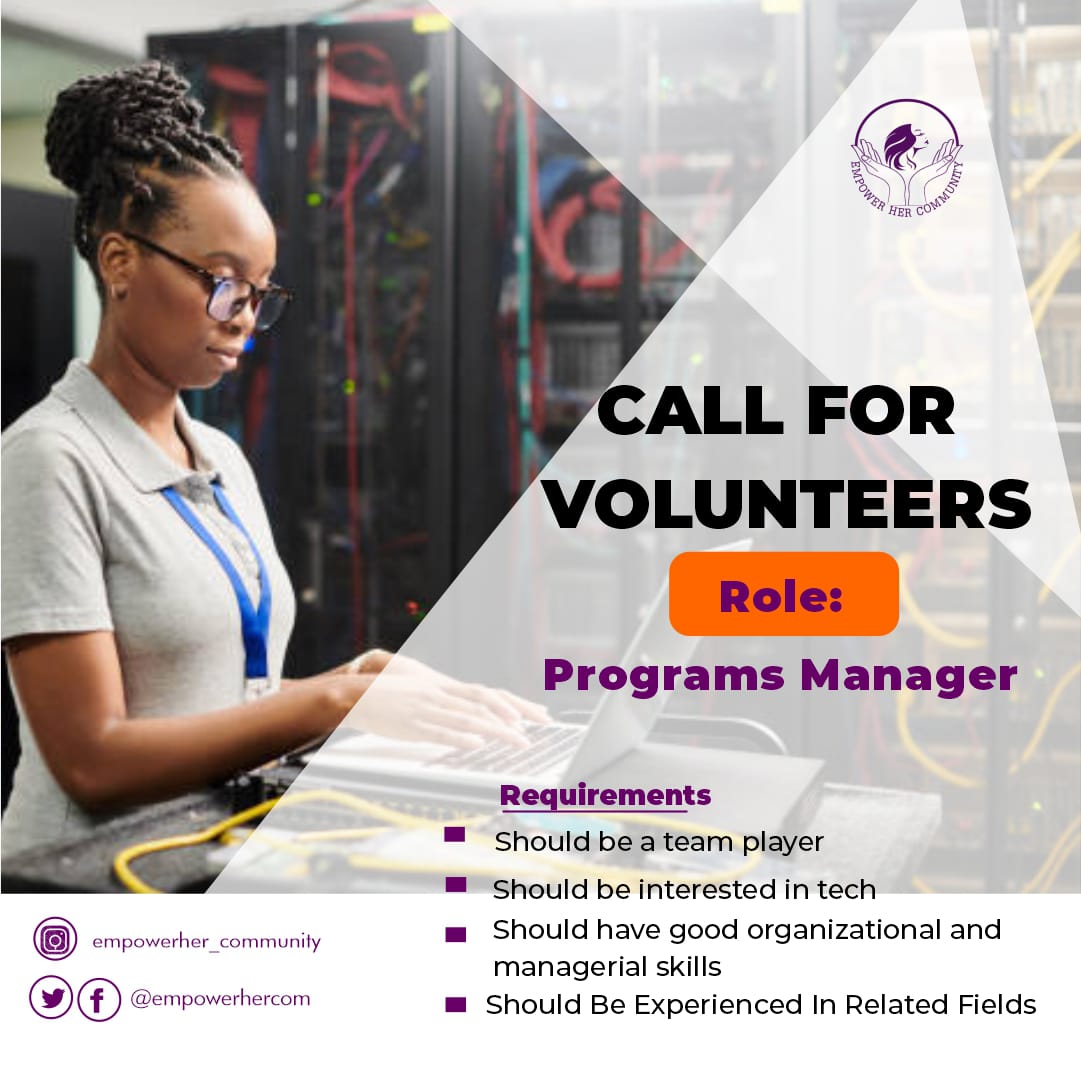 EMPOWER HER COMMUNITY
CALL FOR
VOLUNTEERS
Role:
Programs Manager
Requirements
Should be a team player
Should be interested in tech
Should have good organizational and
managerial skills
Should Be Experienced In Related Fields
empowerher_community
@empowerhercom